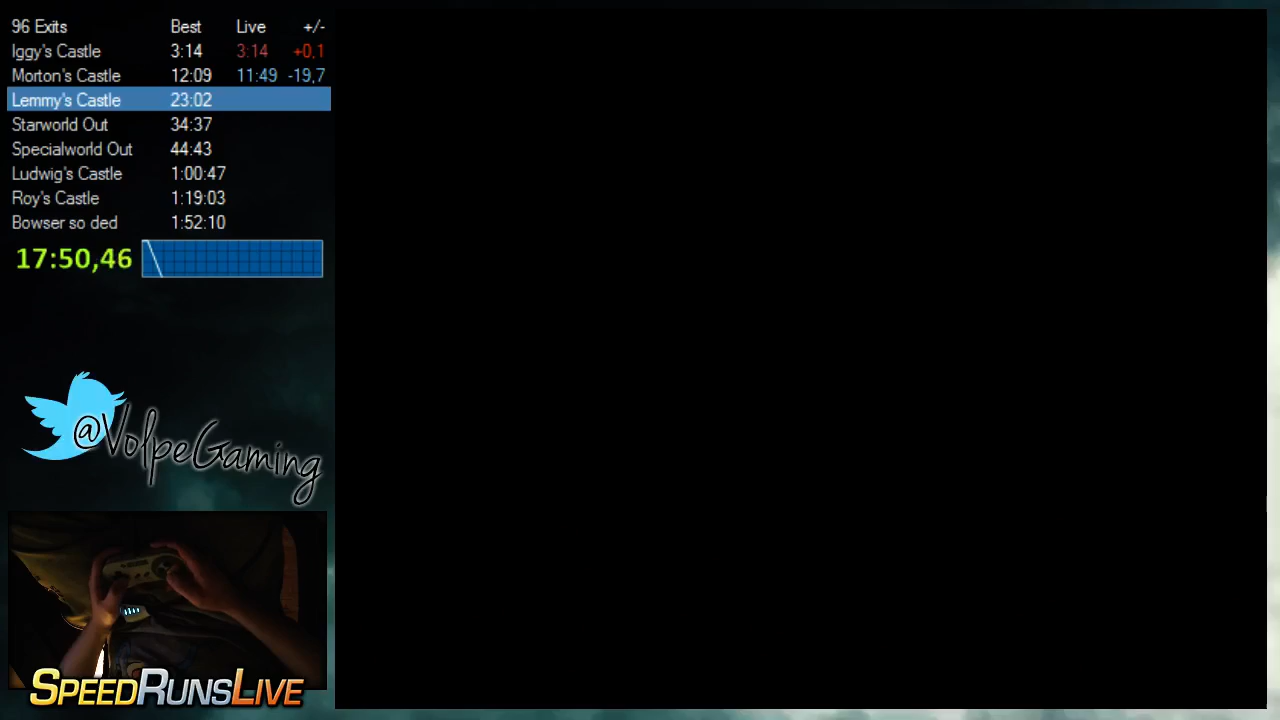 96 Exits Best Live +/-
Iggy's Castle 3:14 3:14 +0,1
Morton's Castle 12:09 11:49 -19,7
Lemmy's Castle 23:02
Starworld Out 34:37
Specialworld Out 44:43
Ludwig's Castle 1:00:47
Roy's Castle 1:19:03
Bowser so ded 1:52:10
17:50,46
@VolpeGaming
SPEEDRUNSLIVE